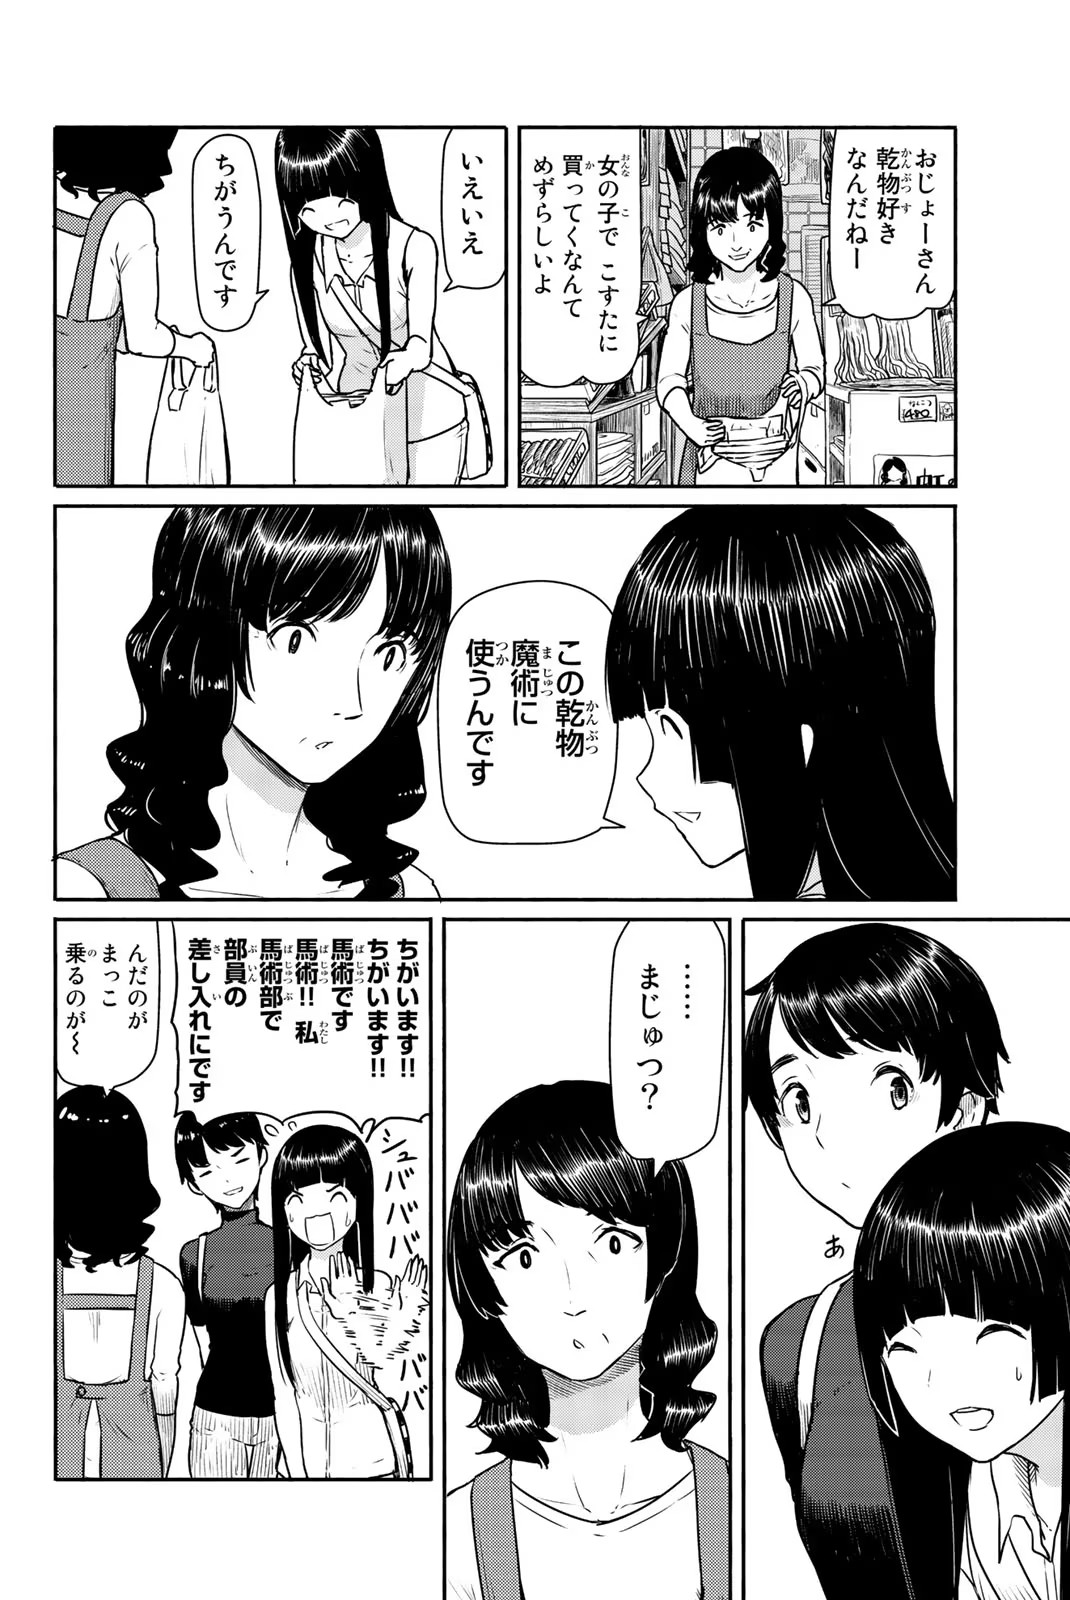 おじょーさん
乾物好き
なんだねー
女の子で こすたに
買ってくなんて
めずらしいよ
480
いえいえ
ちがうんです
この乾物
魔術に
使うんです
あ
……
まじゅつ?
ちがいます!!
ちがいます!!
馬術です
馬術!! 私
馬術部で
部員の
差し入れにです
シュババババ
ババ
んだのが
まっこ
乗るのが～